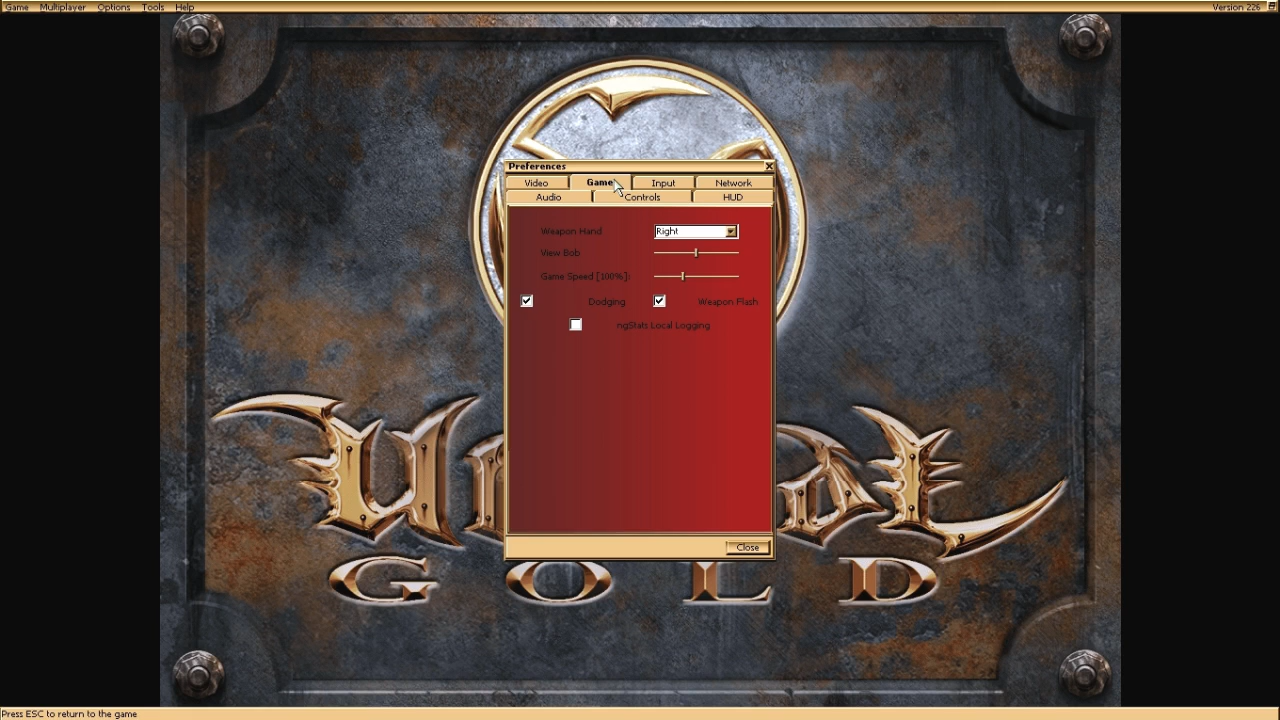 Game Multiplayer Options Tools Help Version 226
Preferences
Video Game Input Network
Audio Controls HUD
Weapon Hand Right
View Bob
Game Speed [100%]:
Dodging Weapon Flash
ngStats Local Logging
Close
GOLD
Press ESC to return to the game